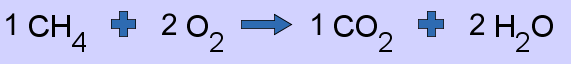 1 CH₄ + 2 O₂ → 1 CO₂ + 2 H₂O